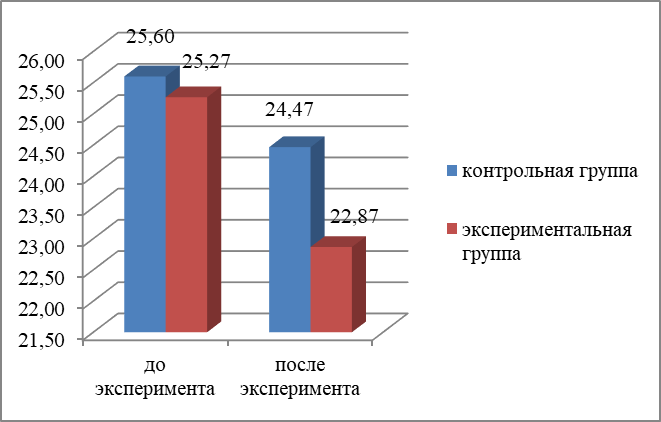 25,60
25,27
24,47
22,87
26,00
25,50
25,00
24,50
24,00
23,50
23,00
22,50
22,00
21,50
до
эксперимента
после
эксперимента
контрольная группа
экспериментальная
группа